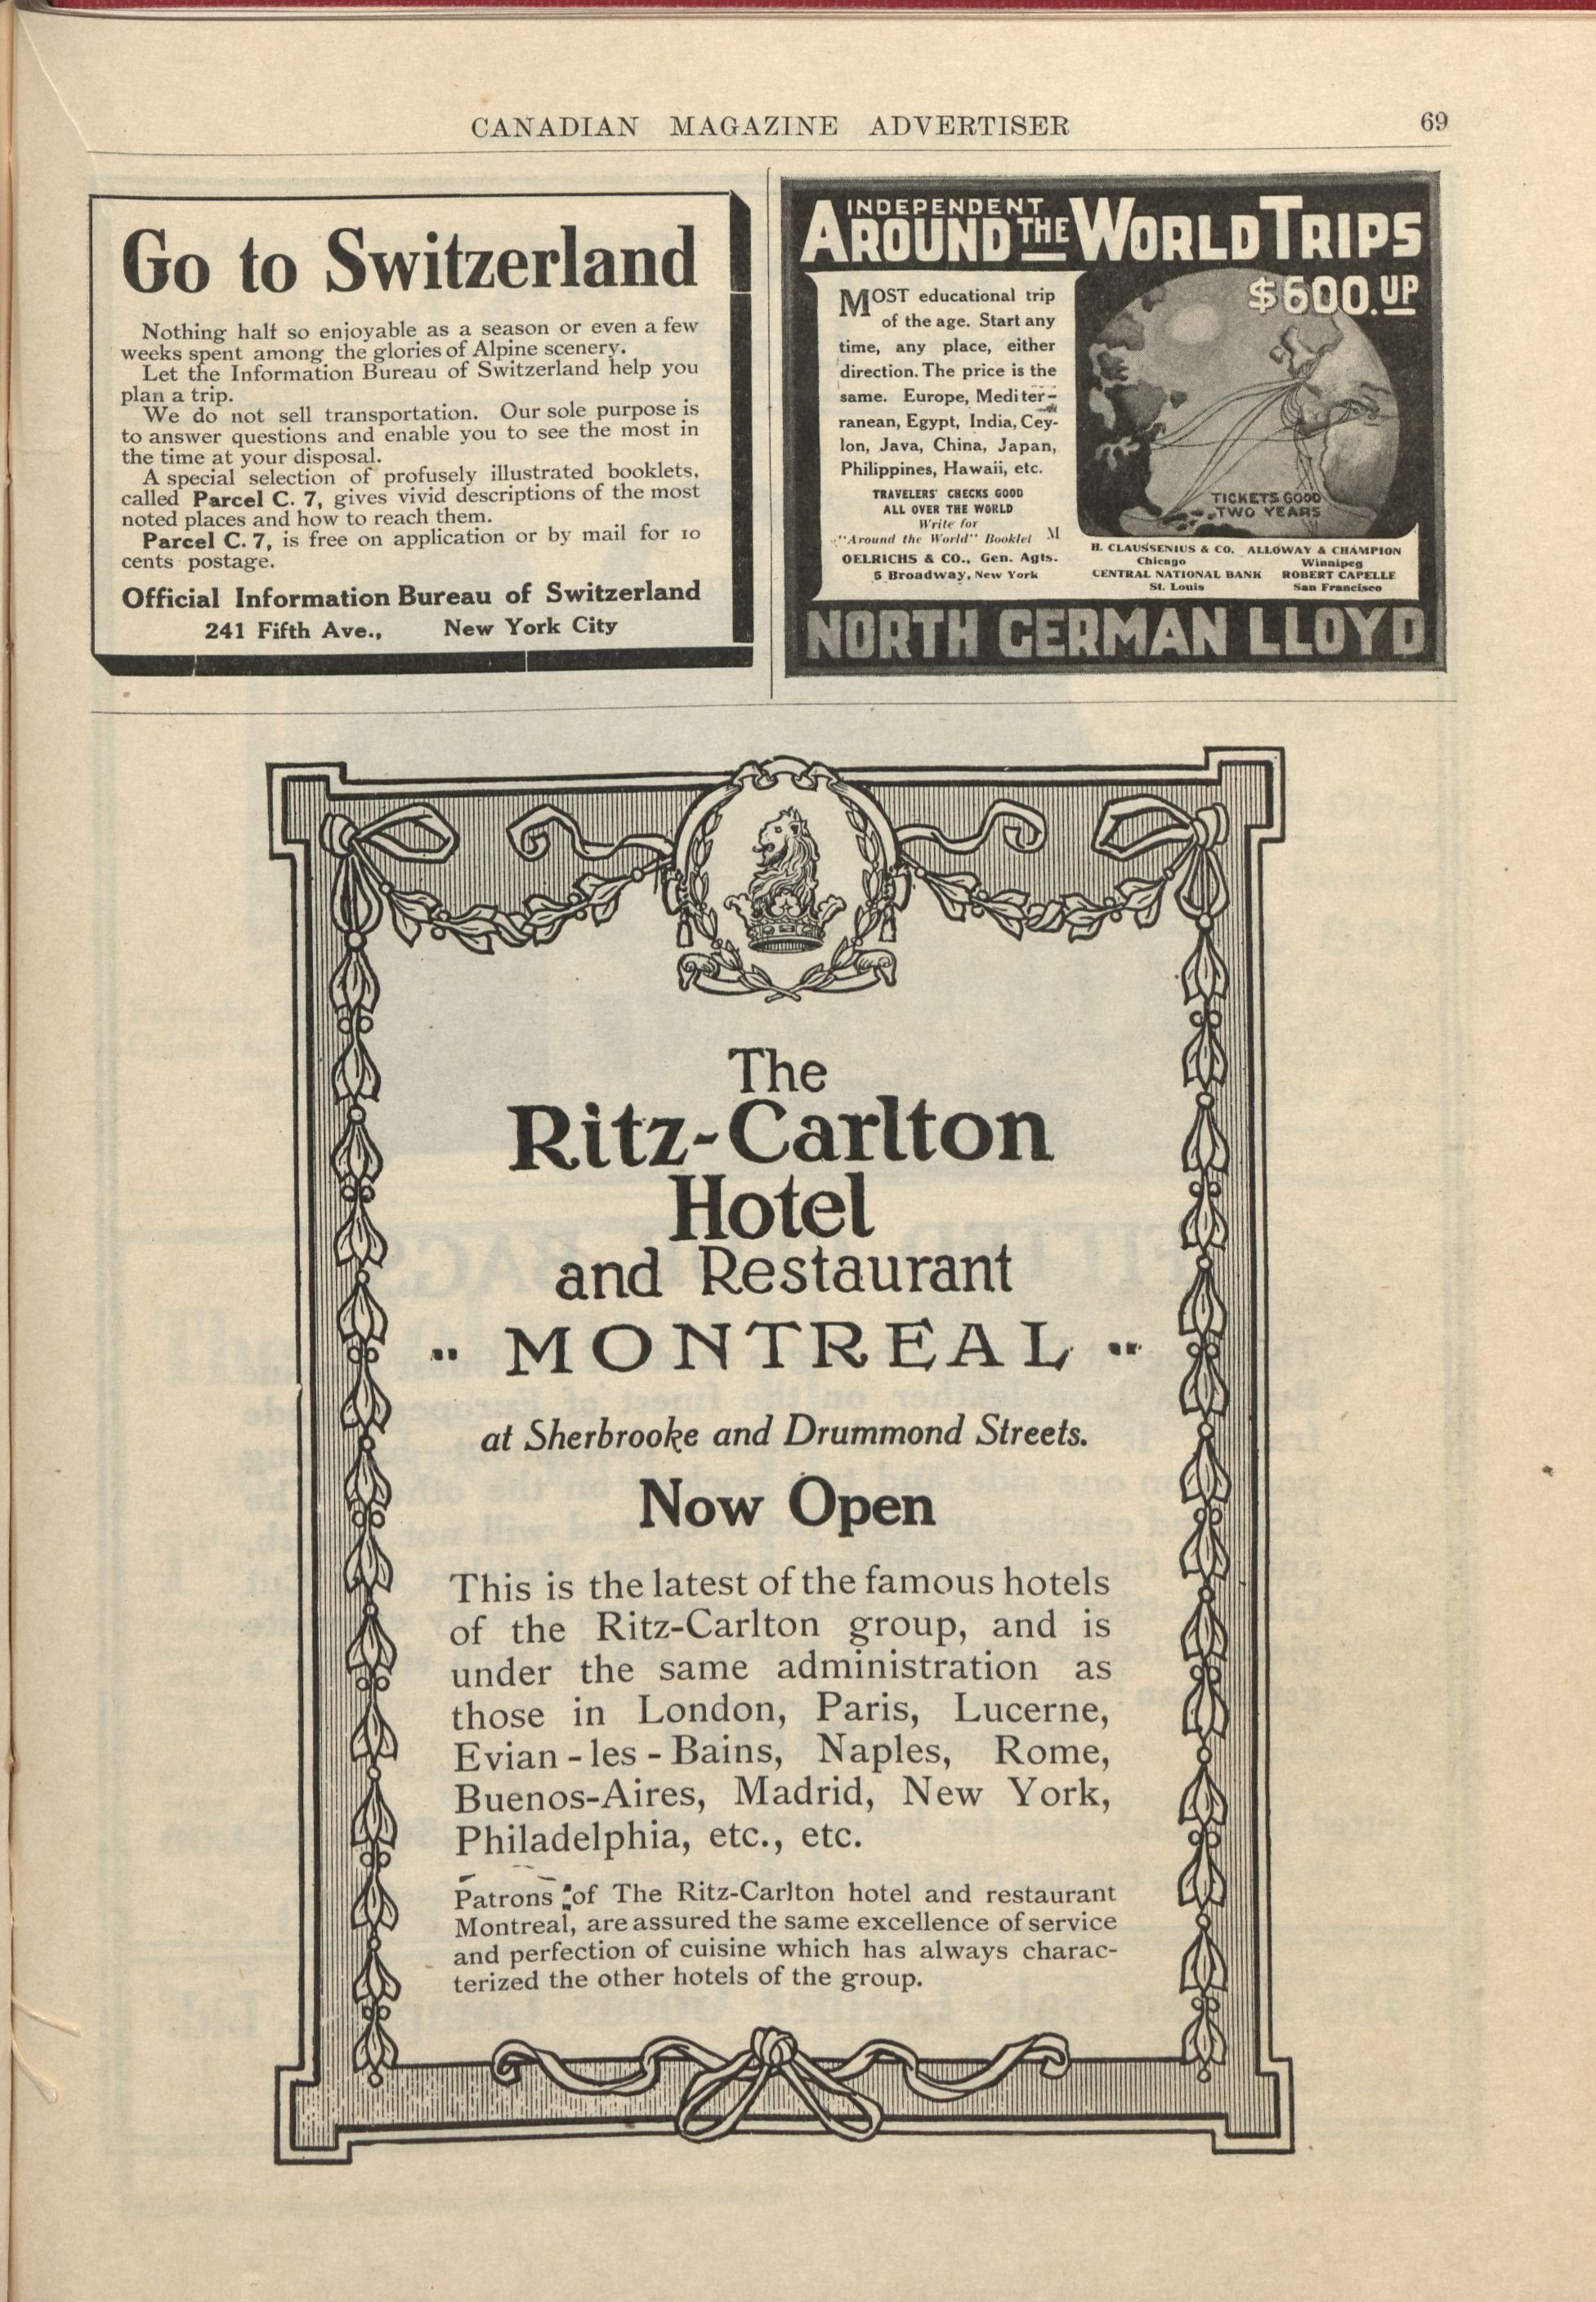 CANADIAN MAGAZINE ADVERTISER 69
Go to Switzerland
Nothing half so enjoyable as a season or even a few
weeks spent among the glories of Alpine scenery.
Let the Information Bureau of Switzerland help you
plan a trip.
We do not sell transportation. Our sole purpose is
to answer questions and enable you to see the most in
the time at your disposal.
A special selection of profusely illustrated booklets,
called Parcel C. 7, gives vivid descriptions of the most
noted places and how to reach them.
Parcel C. 7, is free on application or by mail for 10
cents postage.
Official Information Bureau of Switzerland
241 Fifth Ave., New York City
INDEPENDENT
AROUND THE WORLD TRIPS
$600. UP
MOST educational trip
of the age. Start any
time, any place, either
direction. The price is the
same. Europe, Mediter-
ranean, Egypt, India, Cey-
lon, Java, China, Japan,
Philippines, Hawaii, etc.
TRAVELERS' CHECKS GOOD
ALL OVER THE WORLD
Write for
"Around the World" Booklet M
OELRICHS & CO., Gen. Agts.
5 Broadway, New York
TICKETS GOOD
TWO YEARS
H. CLAUSSENIUS & CO. ALLOWAY & CHAMPION
Chicago Winnipeg
CENTRAL NATIONAL BANK ROBERT CAPELLE
St. Louis San Francisco
NORTH GERMAN LLOYD
The
Ritz-Carlton
Hotel
and Restaurant
" MONTREAL "
at Sherbrooke and Drummond Streets.
Now Open
This is the latest of the famous hotels
of the Ritz-Carlton group, and is
under the same administration as
those in London, Paris, Lucerne,
Evian - les - Bains, Naples, Rome,
Buenos-Aires, Madrid, New York,
Philadelphia, etc., etc.
Patrons of The Ritz-Carlton hotel and restaurant
Montreal, are assured the same excellence of service
and perfection of cuisine which has always charac-
terized the other hotels of the group.